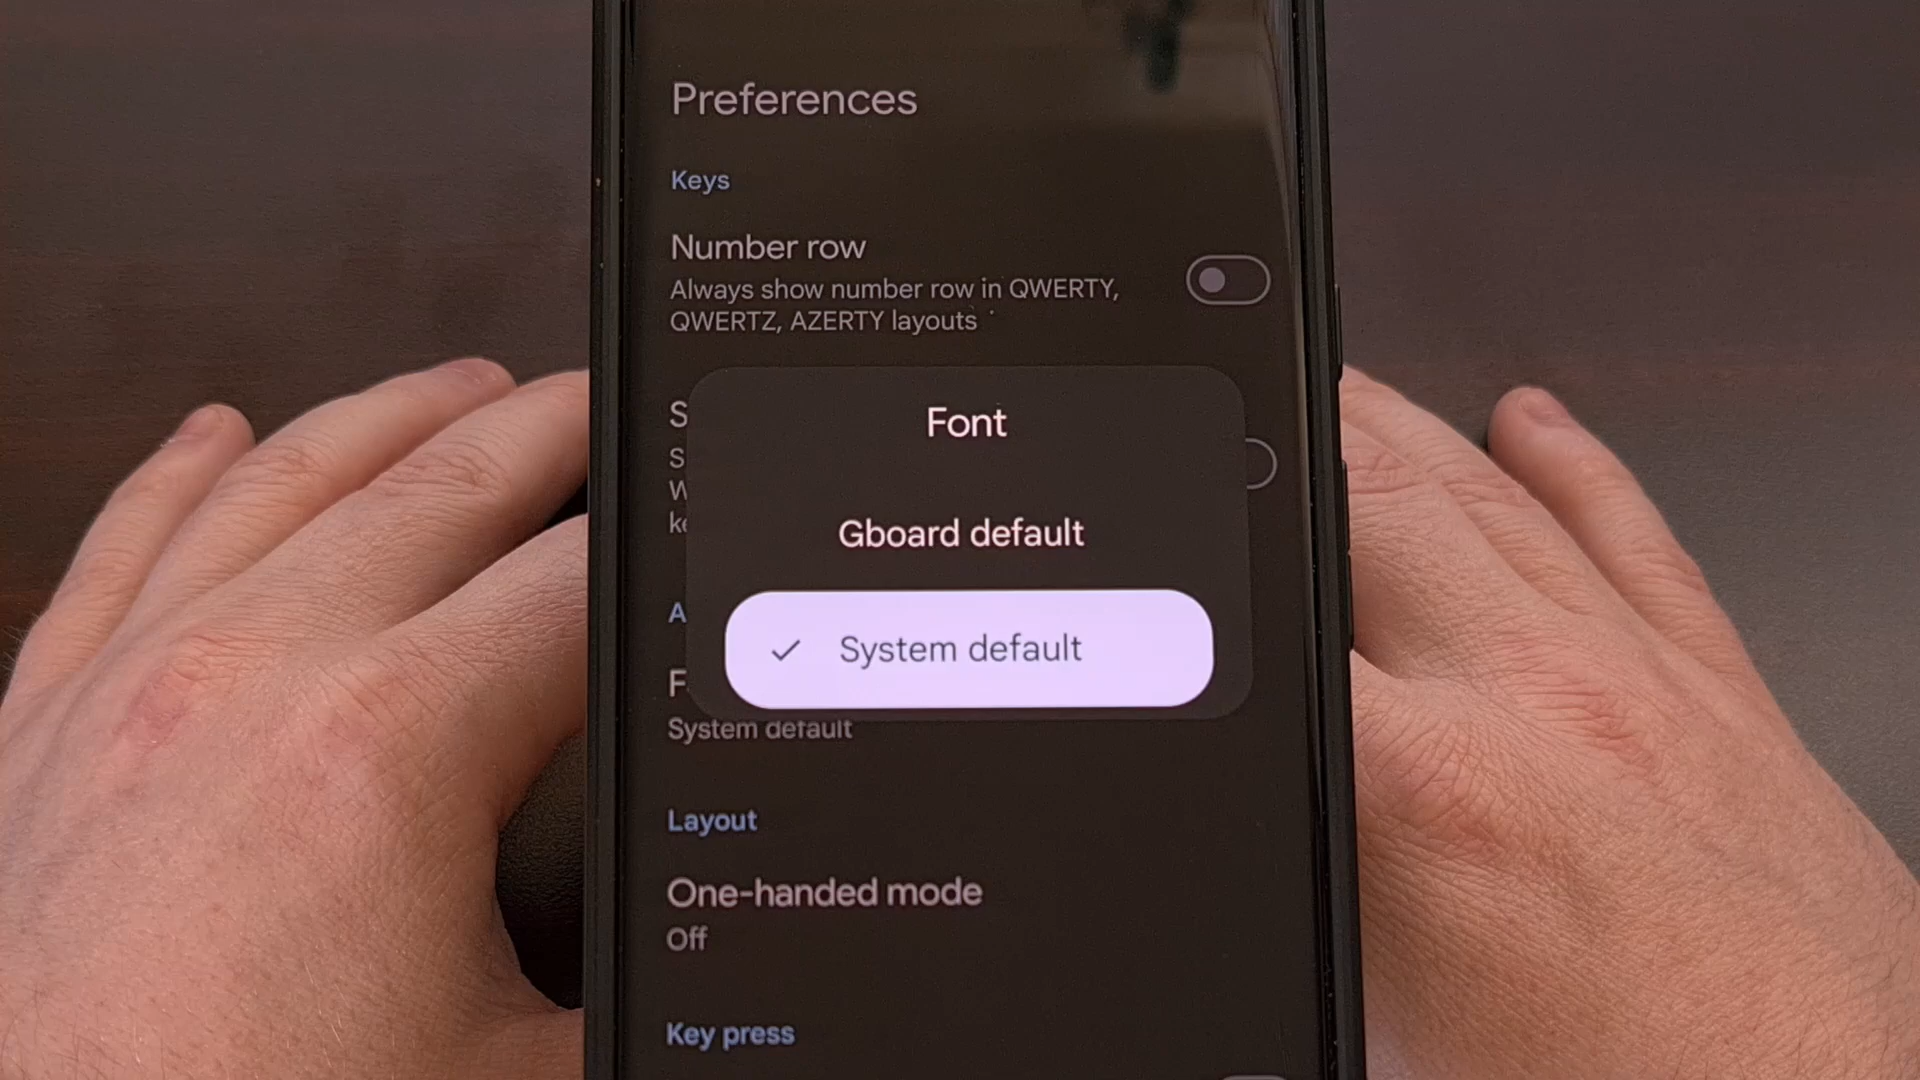 Preferences
Keys
Number row
Always show number row in QWERTY,
QWERTZ, AZERTY layouts
Font
Gboard default
System default
System default
Layout
One-handed mode
Off
Key press